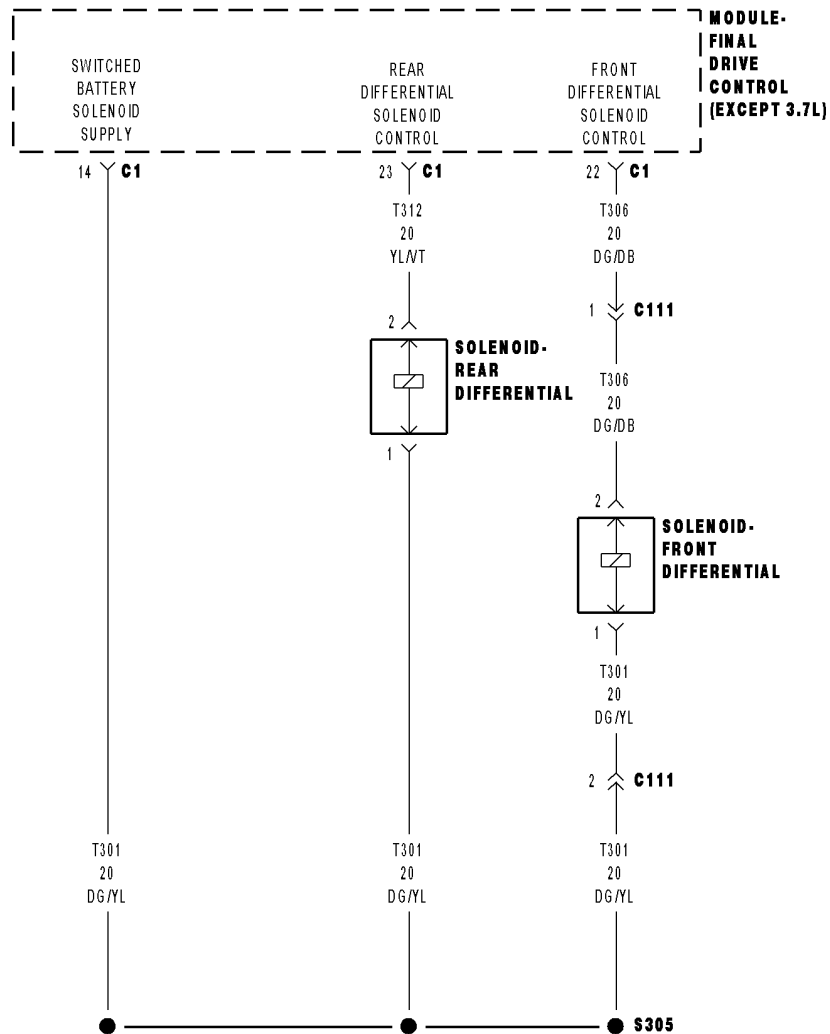 MODULE-
FINAL
DRIVE
CONTROL
(EXCEPT 3.7L)
SWITCHED
BATTERY
SOLENOID
SUPPLY
REAR
DIFFERENTIAL
SOLENOID
CONTROL
FRONT
DIFFERENTIAL
SOLENOID
CONTROL
14 C1
23 C1
22 C1
T312
20
YL/VT
T306
20
DG/DB
1 C111
2
SOLENOID-
REAR
DIFFERENTIAL
1
T306
20
DG/DB
2
SOLENOID-
FRONT
DIFFERENTIAL
1
T301
20
DG/YL
2 C111
T301
20
DG/YL
T301
20
DG/YL
T301
20
DG/YL
S305